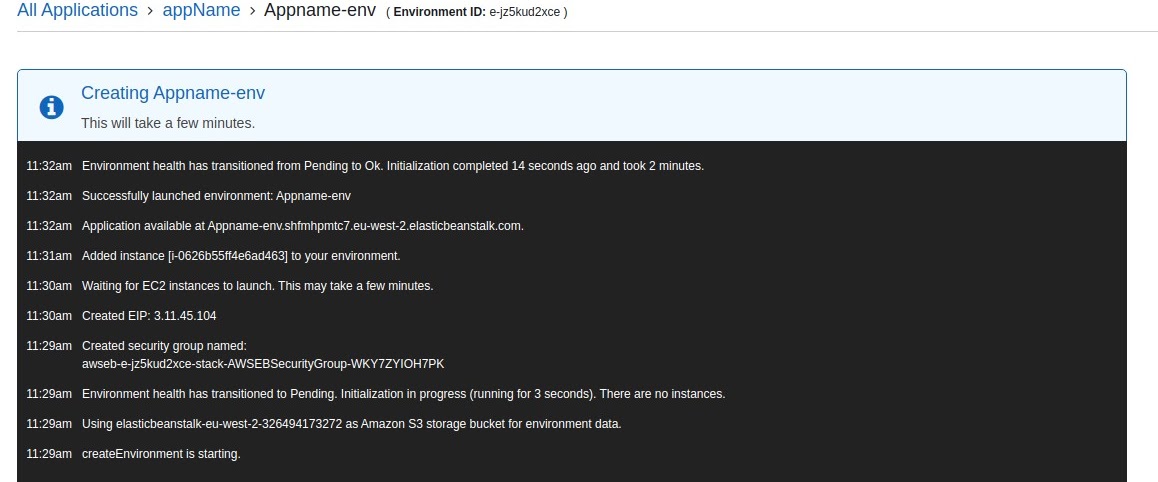 All Applications > appName > Appname-env ( Environment ID: e-jz5kud2xce )
Creating Appname-env
This will take a few minutes.
11:32am Environment health has transitioned from Pending to Ok. Initialization completed 14 seconds ago and took 2 minutes.
11:32am Successfully launched environment: Appname-env
11:32am Application available at Appname-env.shfmhpmtc7.eu-west-2.elasticbeanstalk.com.
11:31am Added instance [i-0626b55ff4e6ad463] to your environment.
11:30am Waiting for EC2 instances to launch. This may take a few minutes.
11:30am Created EIP: 3.11.45.104
11:29am Created security group named:
awseb-e-jz5kud2xce-stack-AWSEBSecurityGroup-WKY7ZYIOH7PK
11:29am Environment health has transitioned to Pending. Initialization in progress (running for 3 seconds). There are no instances.
11:29am Using elasticbeanstalk-eu-west-2-326494173272 as Amazon S3 storage bucket for environment data.
11:29am createEnvironment is starting.